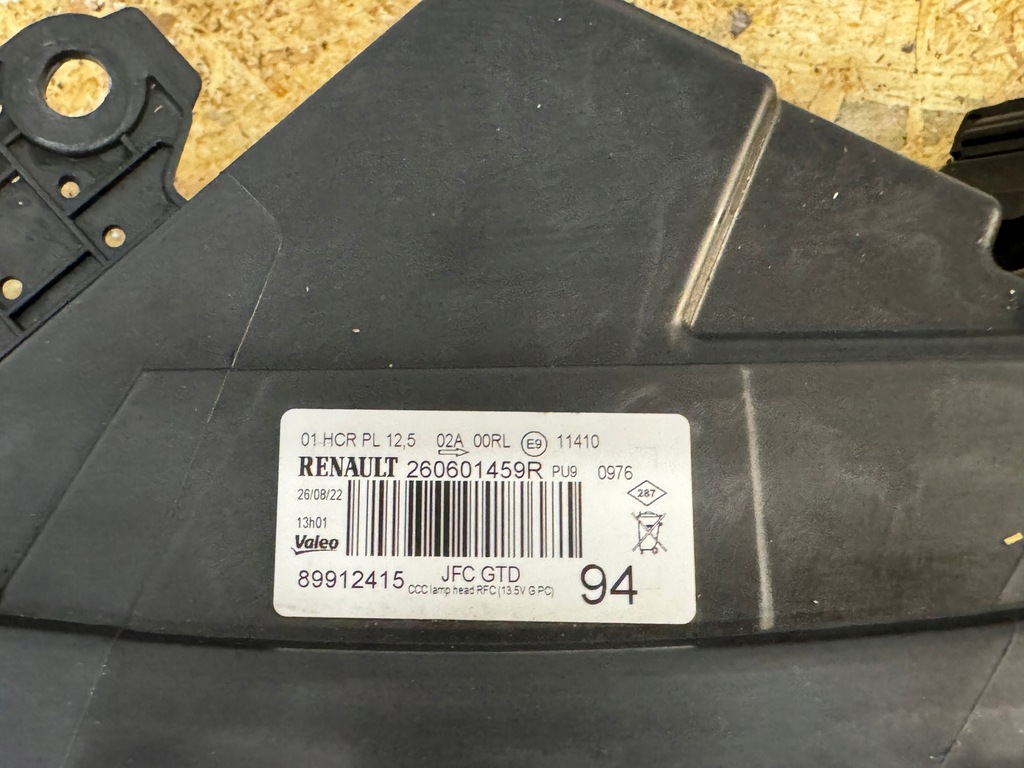 01 HCR PL 12,5 02A 00RL E9 11410
RENAULT 260601459R PU9 0976
26/08/22
287
13h01
Valeo
89912415 JFC GTD 94
CCC lamp head RFC (13.5V G PC)